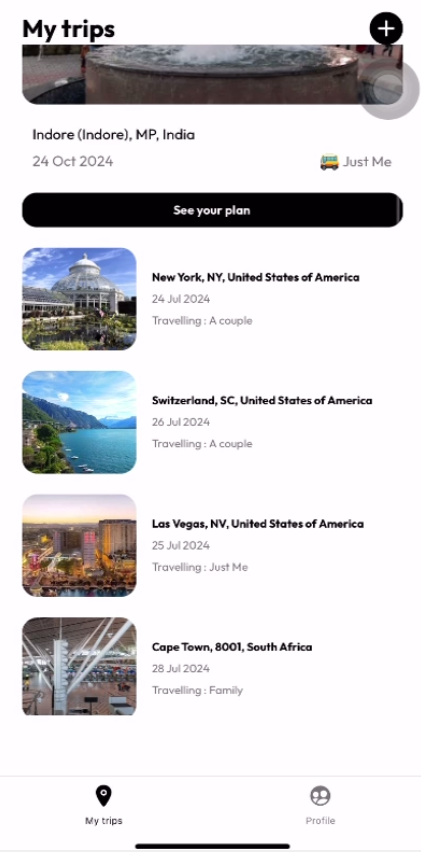 My trips
Indore (Indore), MP, India
24 Oct 2024
🚌 Just Me
See your plan
New York, NY, United States of America
24 Jul 2024
Travelling : A couple
Switzerland, SC, United States of America
26 Jul 2024
Travelling : A couple
Las Vegas, NV, United States of America
25 Jul 2024
Travelling : Just Me
Cape Town, 8001, South Africa
28 Jul 2024
Travelling : Family
My trips
Profile